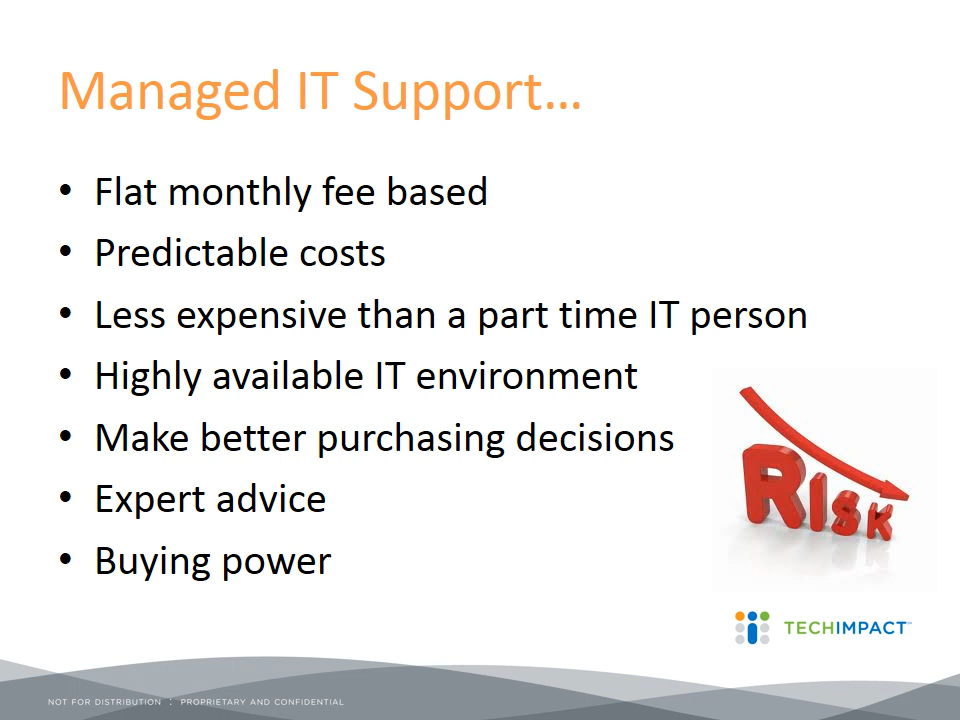 Managed IT Support…
• Flat monthly fee based
• Predictable costs
• Less expensive than a part time IT person
• Highly available IT environment
• Make better purchasing decisions
• Expert advice
• Buying power
RISK
TECHIMPACT™
NOT FOR DISTRIBUTION : PROPRIETARY AND CONFIDENTIAL